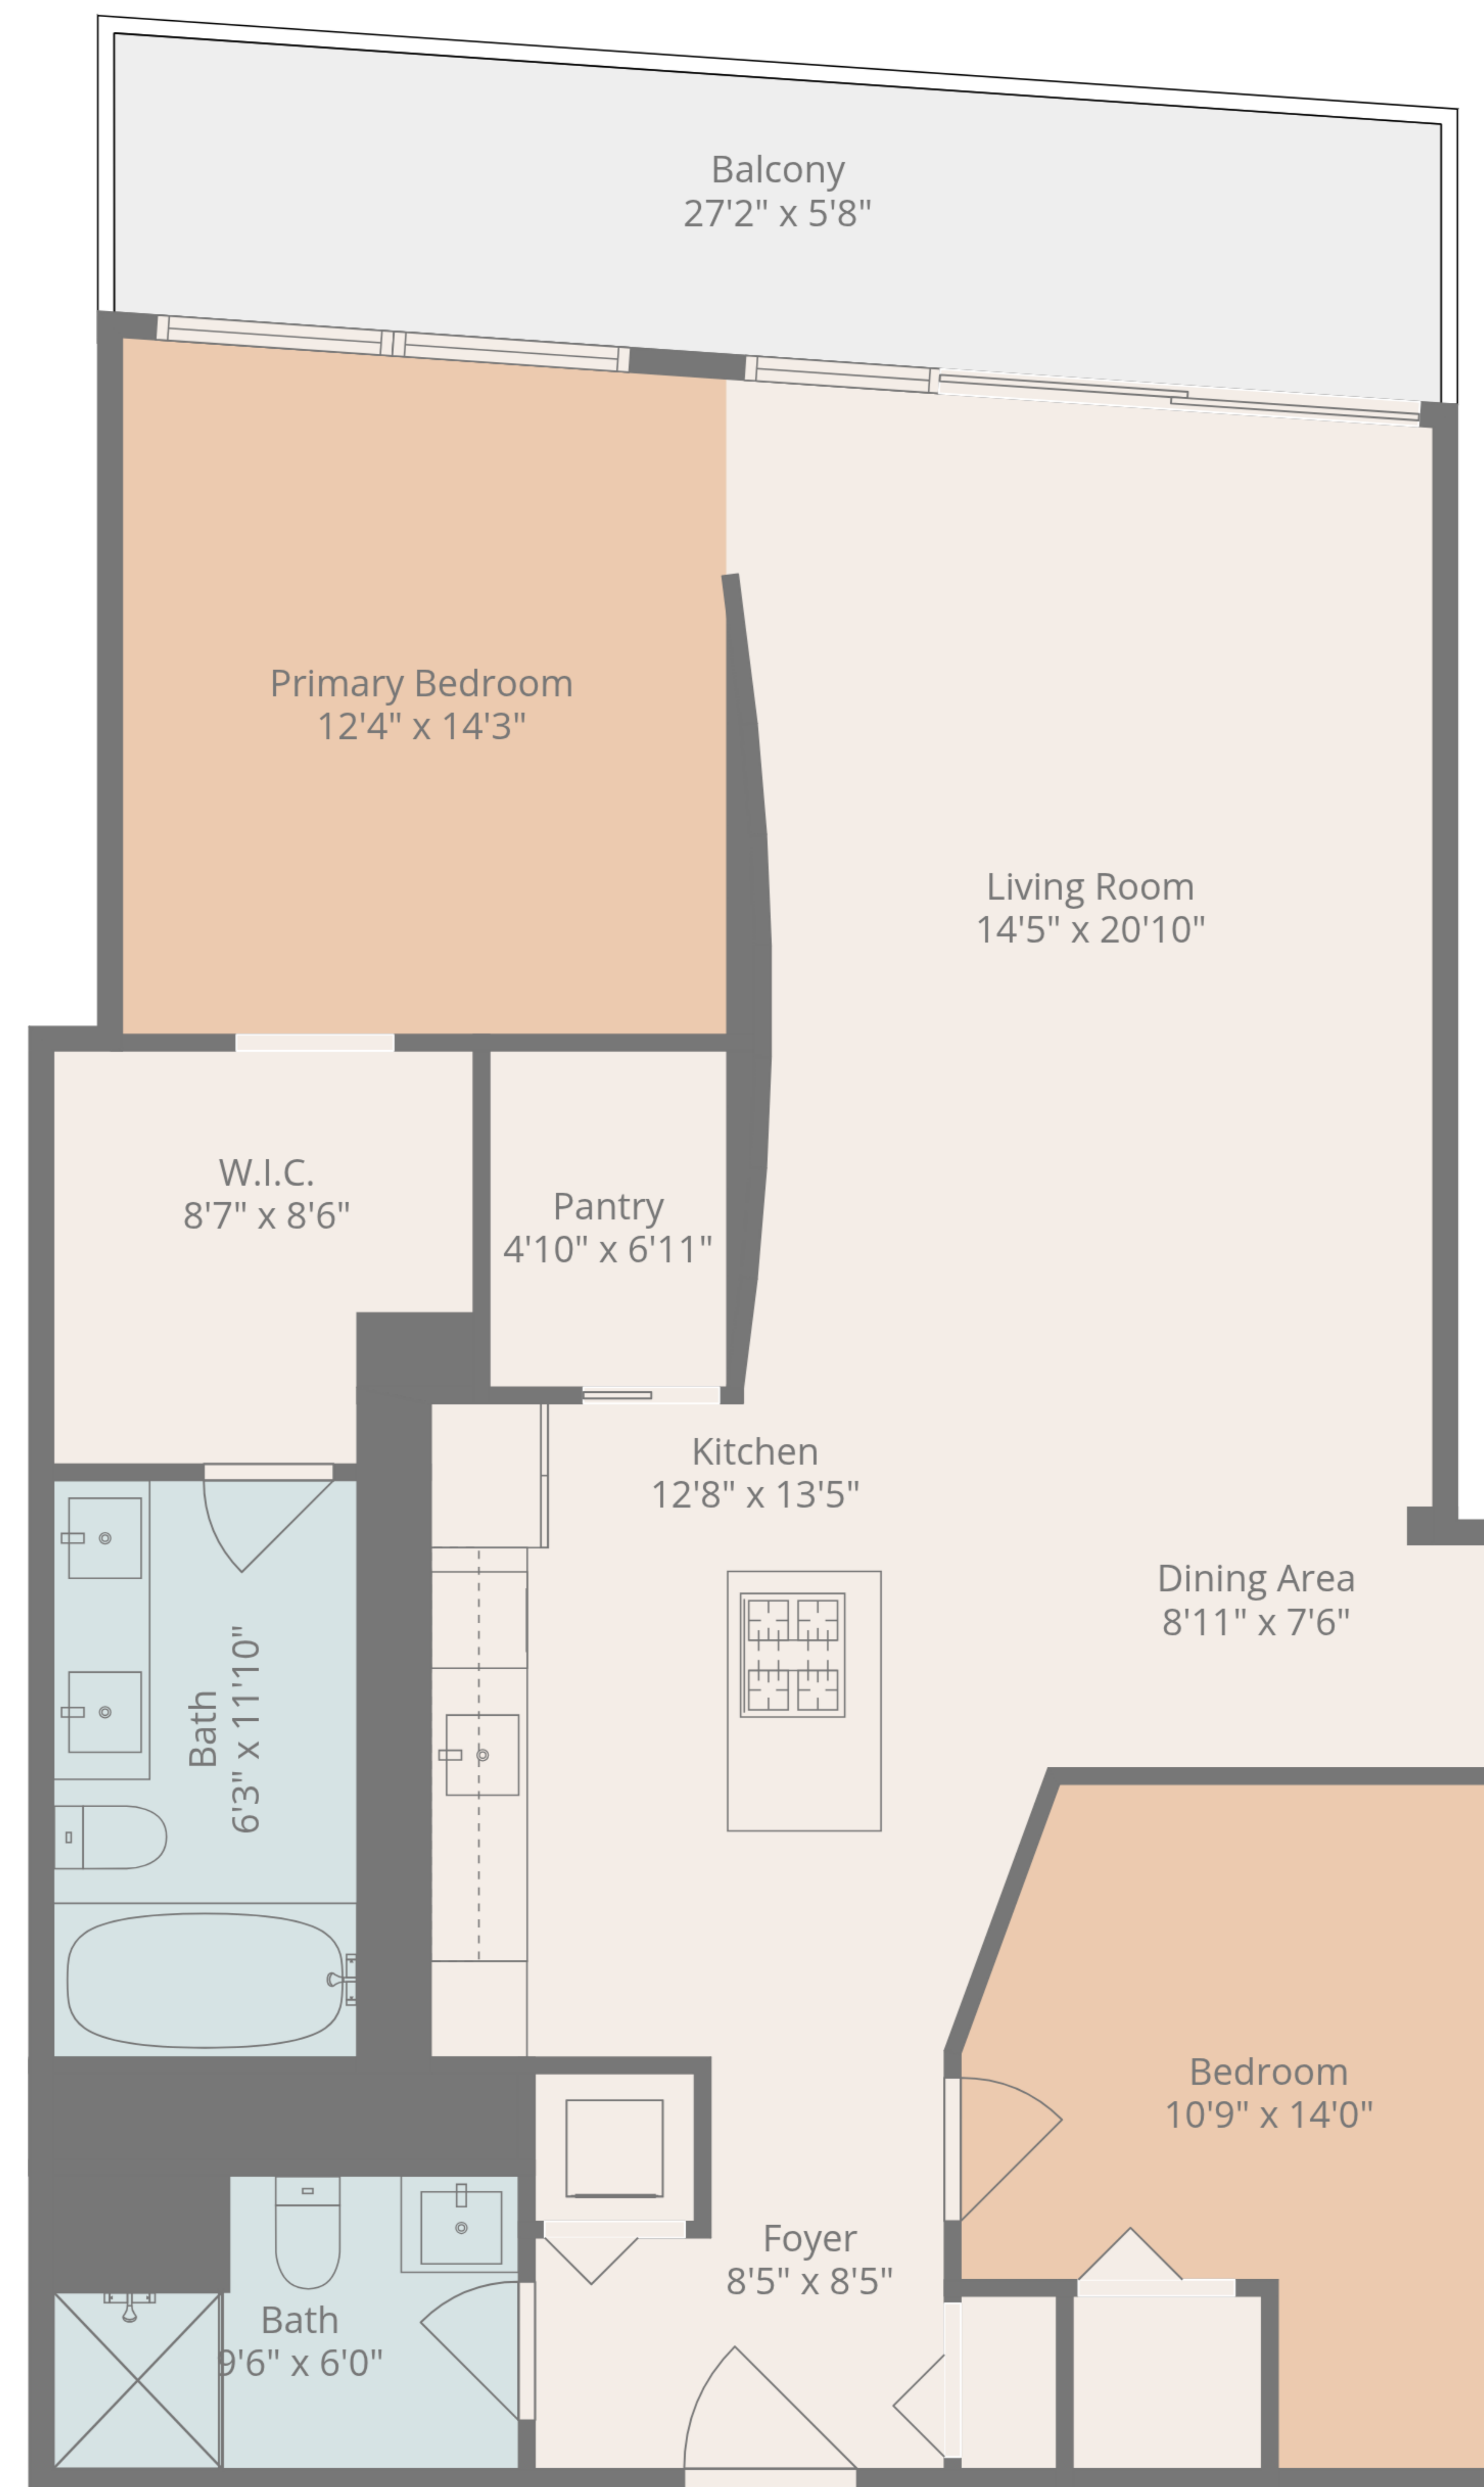 Balcony
27'2" x 5'8"
Primary Bedroom
12'4" x 14'3"
Living Room
14'5" x 20'10"
W.I.C.
8'7" x 8'6"
Pantry
4'10" x 6'11"
Kitchen
12'8" x 13'5"
Dining Area
8'11" x 7'6"
Bath
6'3" x 11'10"
Bedroom
10'9" x 14'0"
Foyer
8'5" x 8'5"
Bath
9'6" x 6'0"